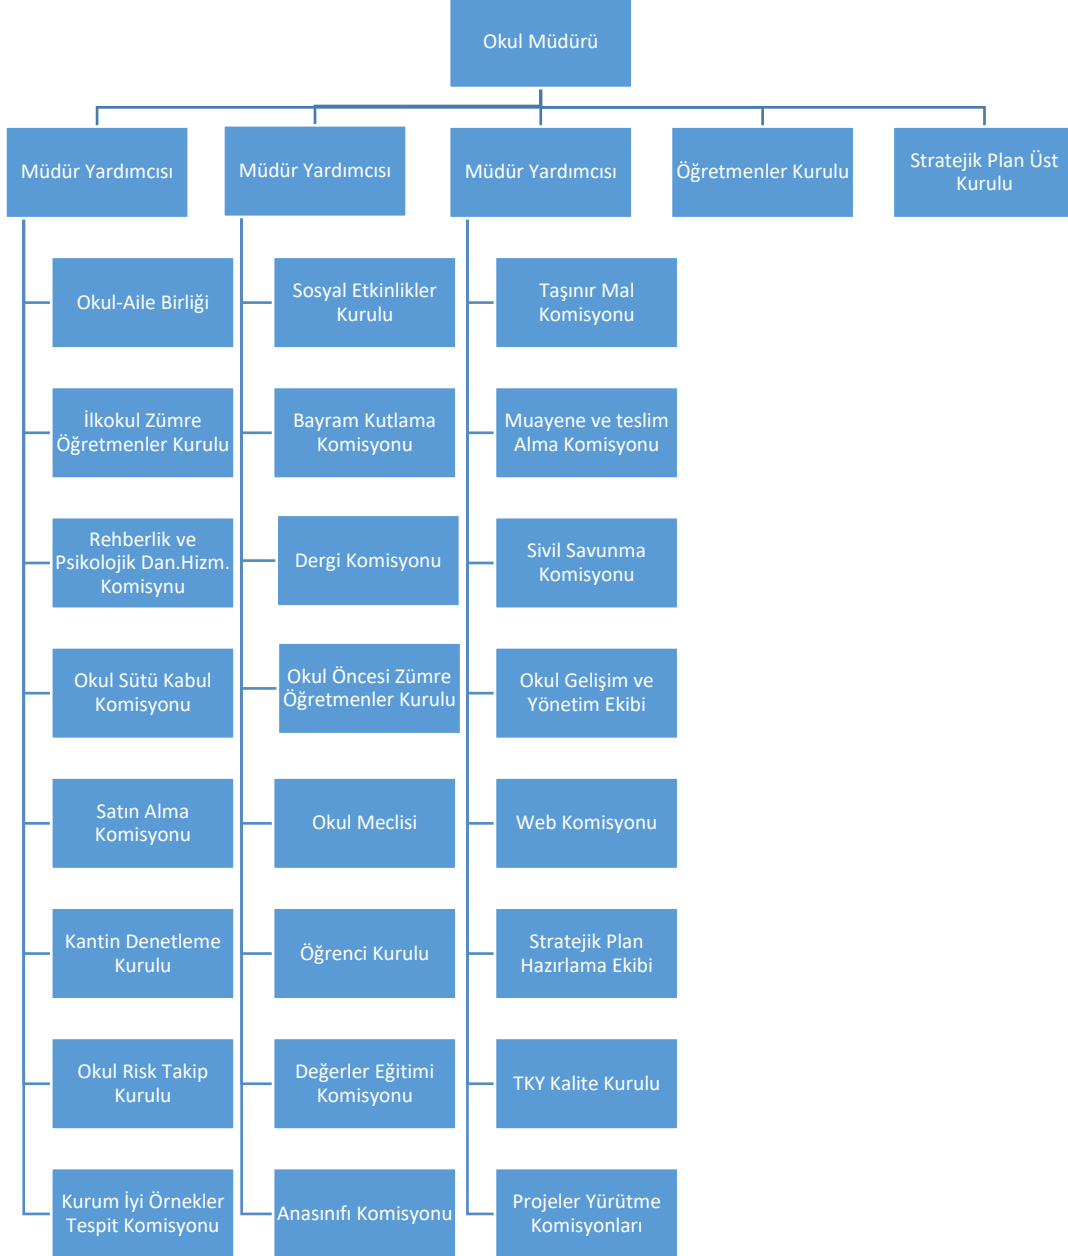 Okul Müdürü
Müdür Yardımcısı
Müdür Yardımcısı
Müdür Yardımcısı
Öğretmenler Kurulu
Stratejik Plan Üst
Kurulu
Okul-Aile Birliği
İlkokul Zümre
Öğretmenler Kurulu
Rehberlik ve
Psikolojik Dan.Hizm.
Komisynu
Okul Sütü Kabul
Komisyonu
Satın Alma
Komisyonu
Kantin Denetleme
Kurulu
Okul Risk Takip
Kurulu
Kurum İyi Örnekler
Tespit Komisyonu
Sosyal Etkinlikler
Kurulu
Bayram Kutlama
Komisyonu
Dergi Komisyonu
Okul Öncesi Zümre
Öğretmenler Kurulu
Okul Meclisi
Öğrenci Kurulu
Değerler Eğitimi
Komisyonu
Anasınıfı Komisyonu
Taşınır Mal
Komisyonu
Muayene ve teslim
Alma Komisyonu
Sivil Savunma
Komisyonu
Okul Gelişim ve
Yönetim Ekibi
Web Komisyonu
Stratejik Plan
Hazırlama Ekibi
TKY Kalite Kurulu
Projeler Yürütme
Komisyonları